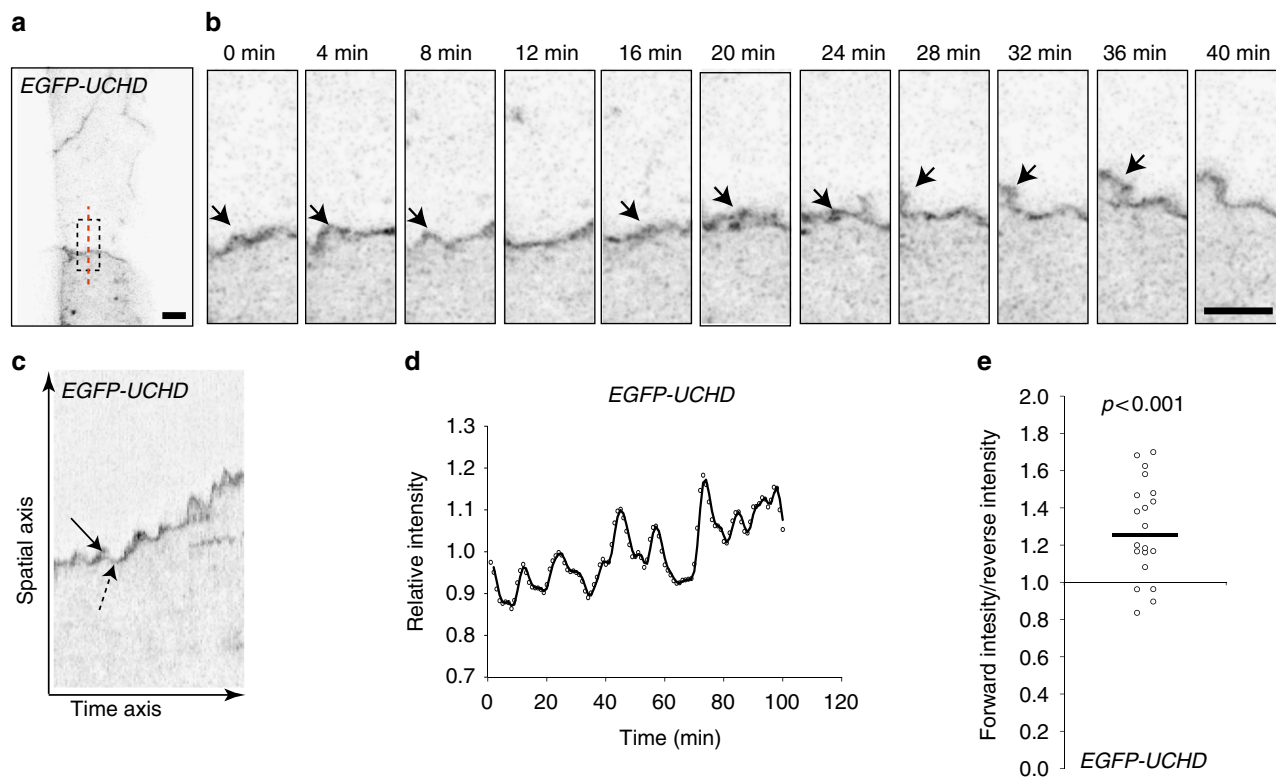 a
EGFP-UCHD
b
0 min 4 min 8 min 12 min 16 min 20 min 24 min 28 min 32 min 36 min 40 min
c
EGFP-UCHD
Spatial axis
Time axis
d
EGFP-UCHD
Relative intensity
1.3
1.2
1.1
1.0
0.9
0.8
0.7
0 20 40 60 80 100 120
Time (min)
e
Forward intesity/reverse intensity
p<0.001
2.0
1.8
1.6
1.4
1.2
1.0
0.8
0.6
0.4
0.2
0.0
EGFP-UCHD